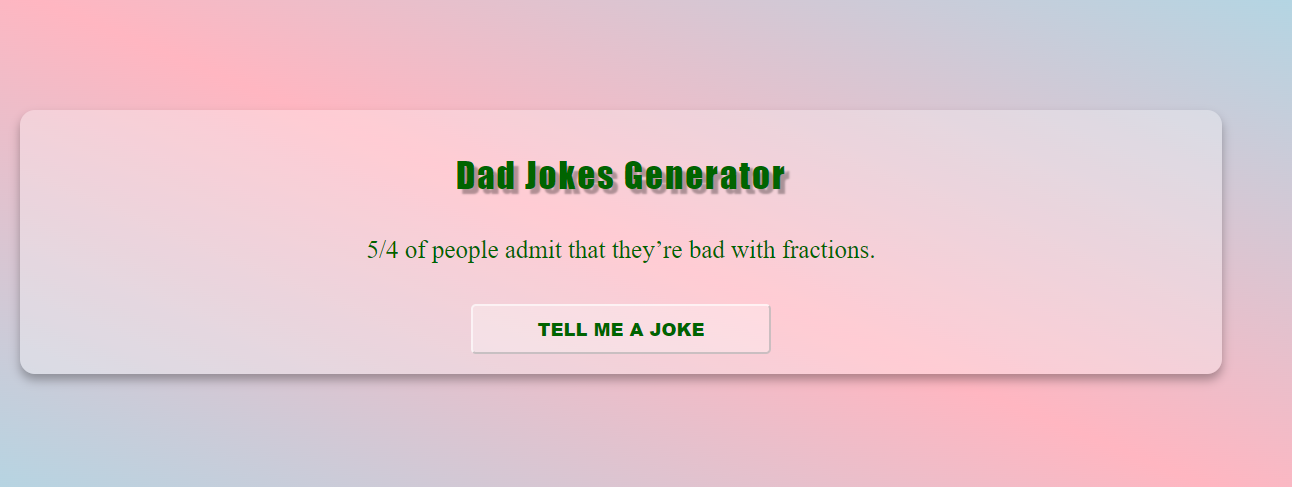 Dad Jokes Generator
5/4 of people admit that they’re bad with fractions.
TELL ME A JOKE